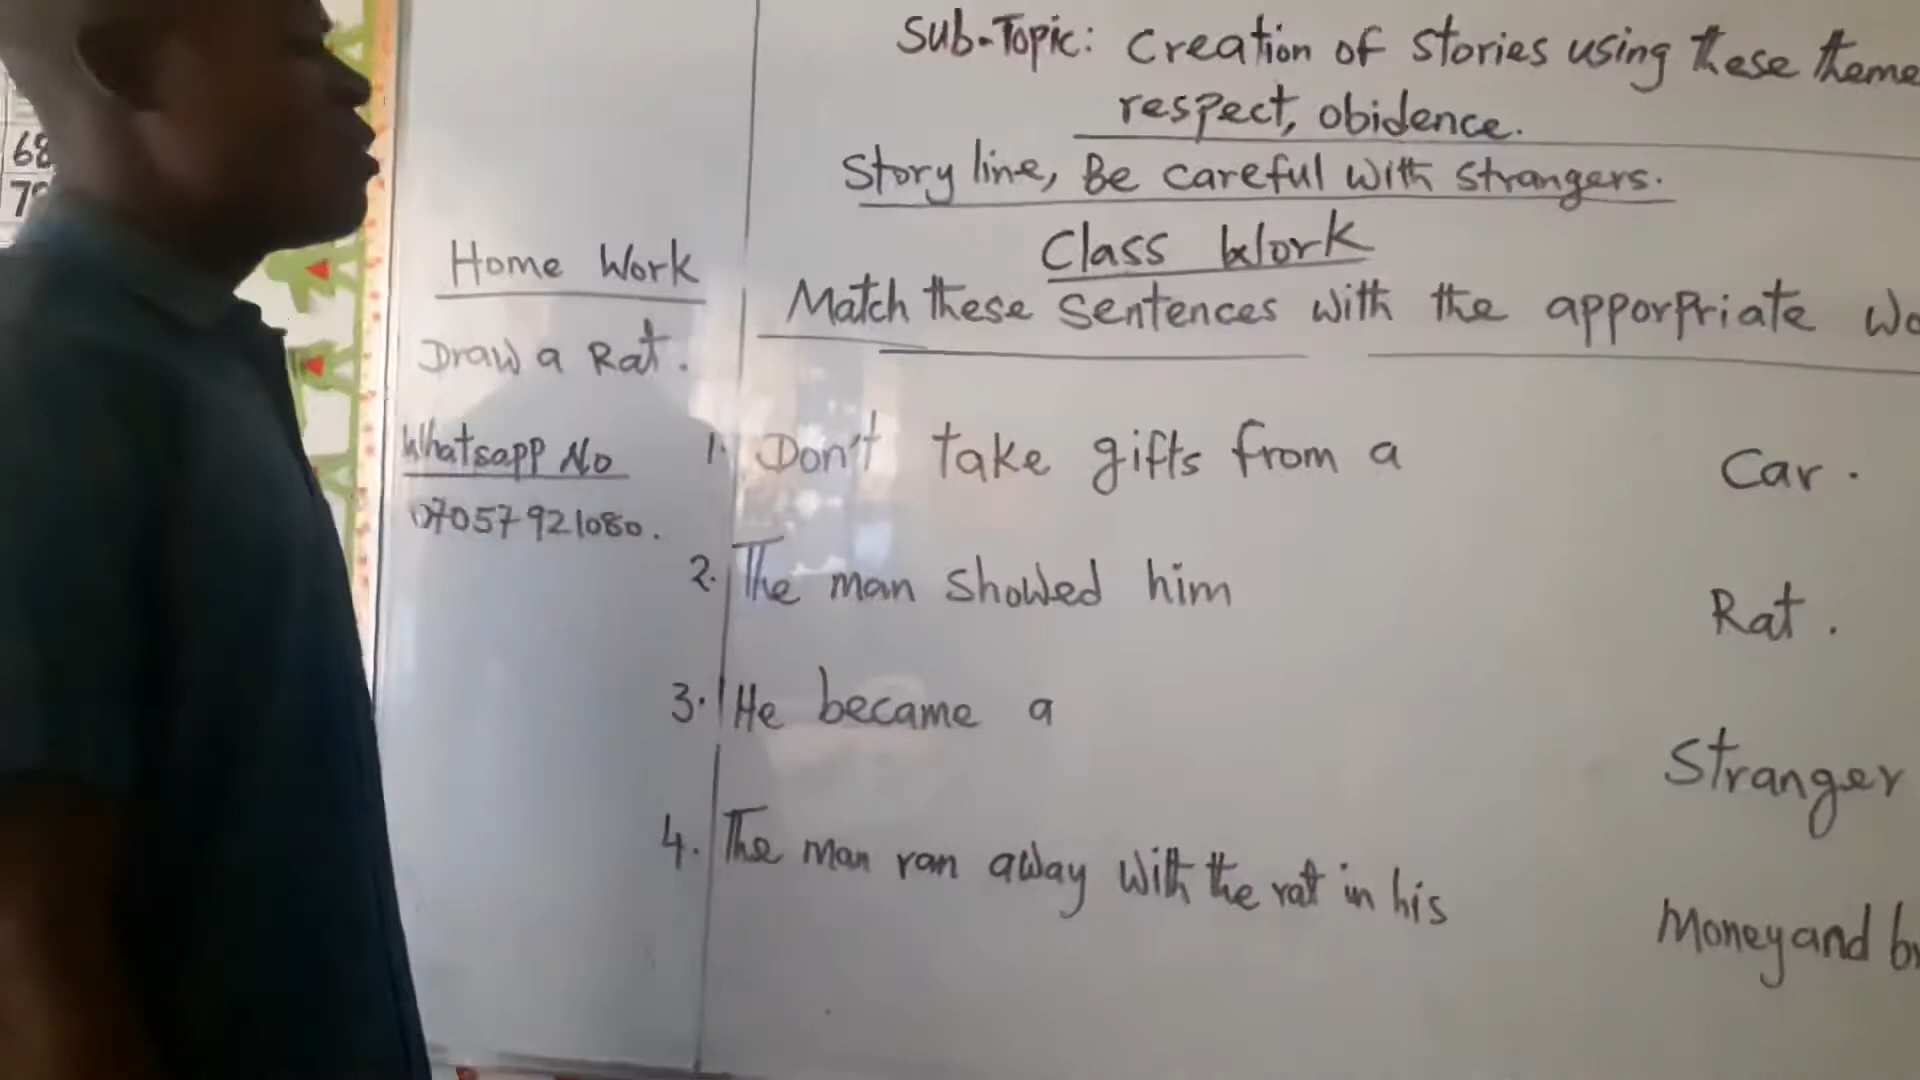 Sub-Topic: Creation of Stories using these theme
respect, obidence.
Story line, Be careful with Strangers.
Class Work
Match these Sentences with the apporpriate
1. Don't take gifts from a
Car.
2. The man Showed him
Rat.
3. He became a
Stranger
4. The man ran away with the rat in his
Money and
Home Work
Draw a Rat.
Whatsapp No
07057921080.
68